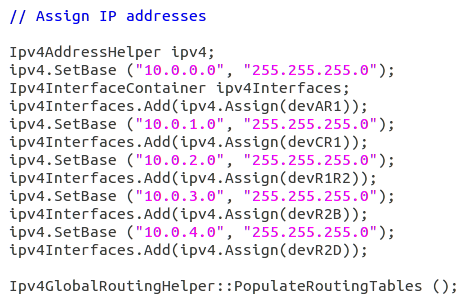 // Assign IP addresses
Ipv4AddressHelper ipv4;
ipv4.SetBase ("10.0.0.0", "255.255.255.0");
Ipv4InterfaceContainer ipv4Interfaces;
ipv4Interfaces.Add(ipv4.Assign(devAR1));
ipv4.SetBase ("10.0.1.0", "255.255.255.0");
ipv4Interfaces.Add(ipv4.Assign(devCR1));
ipv4.SetBase ("10.0.2.0", "255.255.255.0");
ipv4Interfaces.Add(ipv4.Assign(devR1R2));
ipv4.SetBase ("10.0.3.0", "255.255.255.0");
ipv4Interfaces.Add(ipv4.Assign(devR2B));
ipv4.SetBase ("10.0.4.0", "255.255.255.0");
ipv4Interfaces.Add(ipv4.Assign(devR2D));
Ipv4GlobalRoutingHelper::PopulateRoutingTables ();